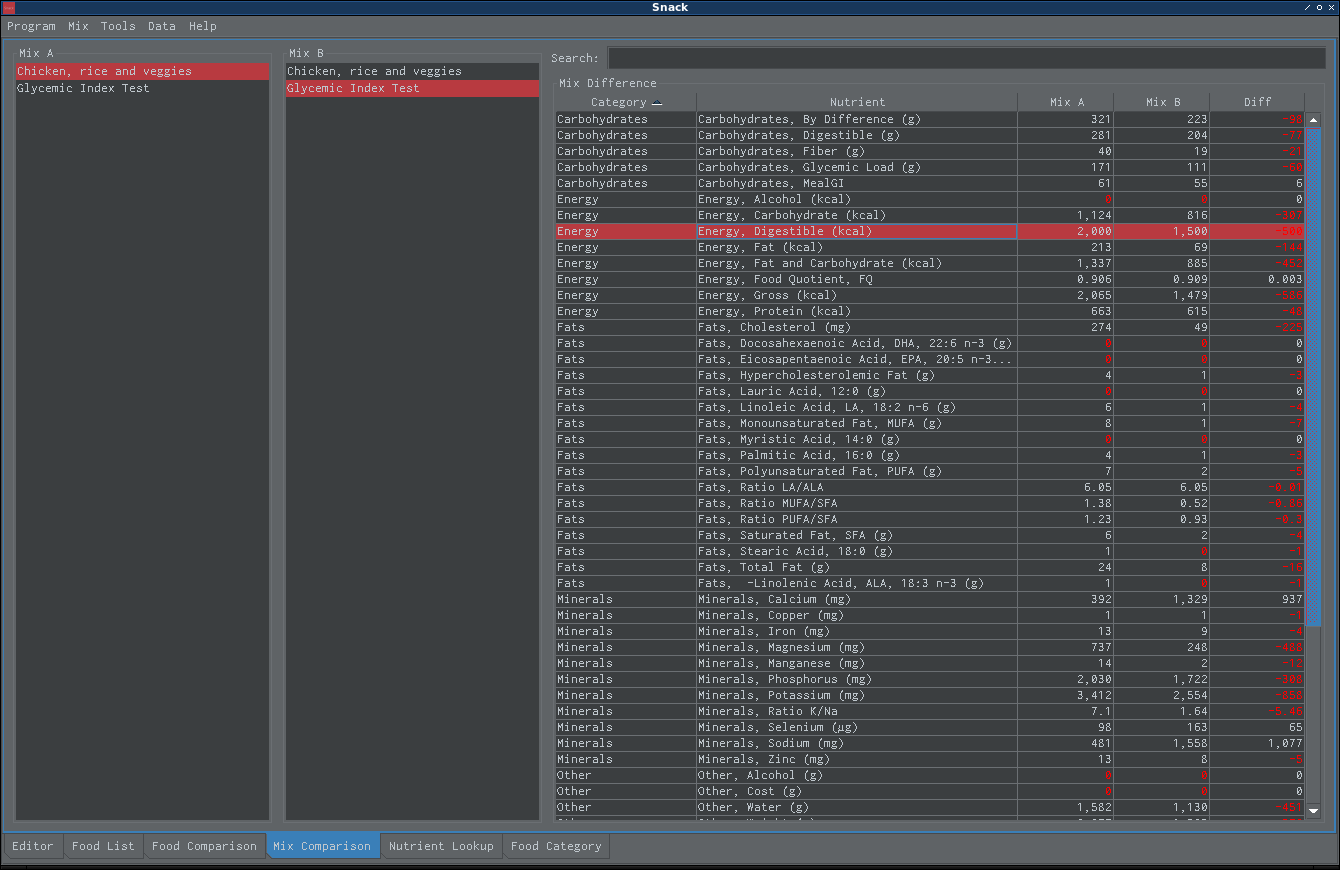 Snack
Program Mix Tools Data Help
Mix A
Chicken, rice and veggies
Glycemic Index Test
Mix B
Chicken, rice and veggies
Glycemic Index Test
Search:
Mix Difference
Category Nutrient Mix A Mix B Diff
Carbohydrates Carbohydrates, By Difference (g) 321 223 -98
Carbohydrates Carbohydrates, Digestible (g) 281 204 -77
Carbohydrates Carbohydrates, Fiber (g) 40 19 -21
Carbohydrates Carbohydrates, Glycemic Load (g) 171 111 -60
Carbohydrates Carbohydrates, MealGI 61 55 6
Energy Energy, Alcohol (kcal) 0 0 0
Energy Energy, Carbohydrate (kcal) 1,124 816 -307
Energy Energy, Digestible (kcal) 2,000 1,500 -500
Energy Energy, Fat (kcal) 213 69 -144
Energy Energy, Fat and Carbohydrate (kcal) 1,337 885 -452
Energy Energy, Food Quotient, FQ 0.906 0.909 0.003
Energy Energy, Gross (kcal) 2,065 1,479 -586
Energy Energy, Protein (kcal) 663 615 -48
Fats Fats, Cholesterol (mg) 274 49 -225
Fats Fats, Docosahexaenoic Acid, DHA, 22:6 n-3 (g) 0 0 0
Fats Fats, Eicosapentaenoic Acid, EPA, 20:5 n-3... 0 0 0
Fats Fats, Hypercholesterolemic Fat (g) 4 1 -3
Fats Fats, Lauric Acid, 12:0 (g) 0 0 0
Fats Fats, Linoleic Acid, LA, 18:2 n-6 (g) 6 1 -4
Fats Fats, Monounsaturated Fat, MUFA (g) 8 1 -7
Fats Fats, Myristic Acid, 14:0 (g) 0 0 0
Fats Fats, Palmitic Acid, 16:0 (g) 4 1 -3
Fats Fats, Polyunsaturated Fat, PUFA (g) 7 2 -5
Fats Fats, Ratio LA/ALA 6.05 6.05 -0.01
Fats Fats, Ratio MUFA/SFA 1.38 0.52 -0.86
Fats Fats, Ratio PUFA/SFA 1.23 0.93 -0.3
Fats Fats, Saturated Fat, SFA (g) 6 2 -4
Fats Fats, Stearic Acid, 18:0 (g) 1 0 -1
Fats Fats, Total Fat (g) 24 8 -16
Fats Fats, -Linolenic Acid, ALA, 18:3 n-3 (g) 1 0 -1
Minerals Minerals, Calcium (mg) 392 1,329 937
Minerals Minerals, Copper (mg) 1 1 -1
Minerals Minerals, Iron (mg) 13 9 -4
Minerals Minerals, Magnesium (mg) 737 248
Minerals Minerals, Manganese (mg) 14 2 -12
Minerals Minerals, Phosphorus (mg) 2,030 1,722 -308
Minerals Minerals, Potassium (mg) 3,412 2,554 -858
Minerals Minerals, Ratio K/Na 7.1 1.64 -5.46
Minerals Minerals, Selenium (µg) 98 163 65
Minerals Minerals, Sodium (mg) 481 1,558 1,077
Minerals Minerals, Zinc (mg) 13 8 -5
Other Other, Alcohol (g) 0 0 0
Other Other, Cost (g) 0 0 0
Other Other, Water (g) 1,582 1,130 -451
Editor Food List Food Comparison Mix Comparison Nutrient Lookup Food Category